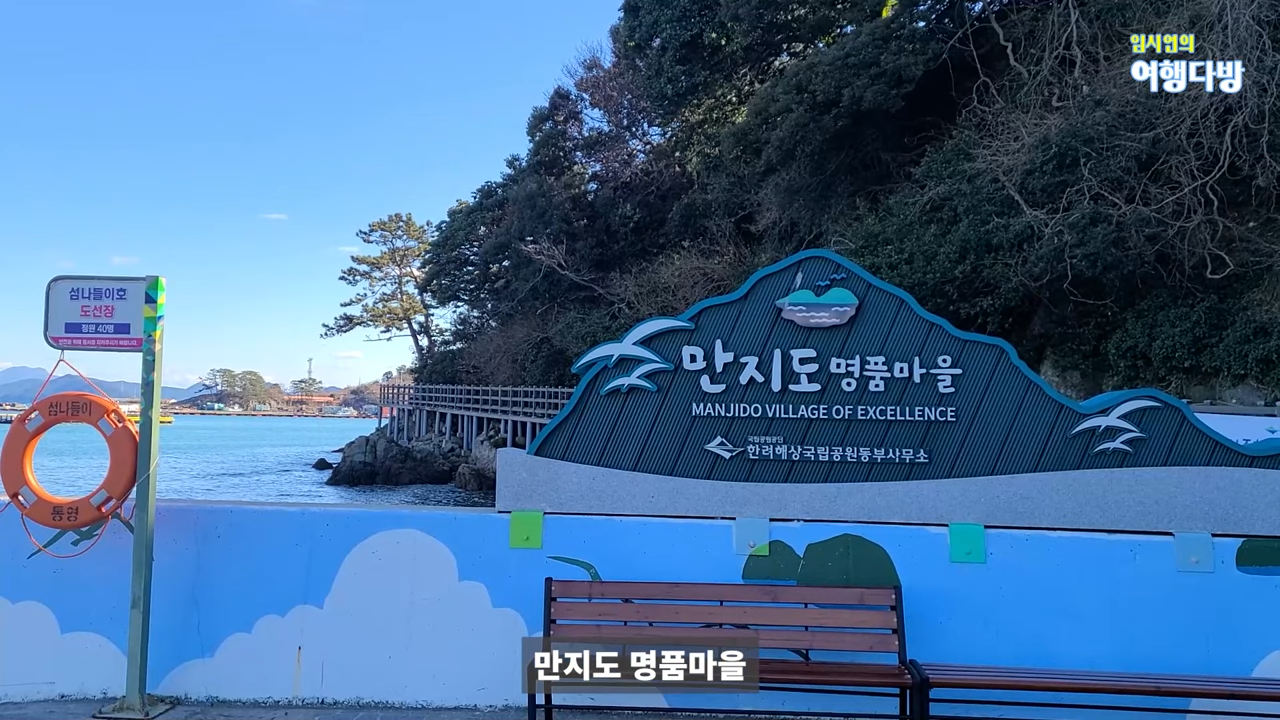 임시연의
여행다방
섬나들이호
도선장
정원 40명
섬나들이
통영
만지도 명품마을
MANJIDO VILLAGE OF EXCELLENCE
국립공원공단
한려해상국립공원동부사무소
만지도 명품마을